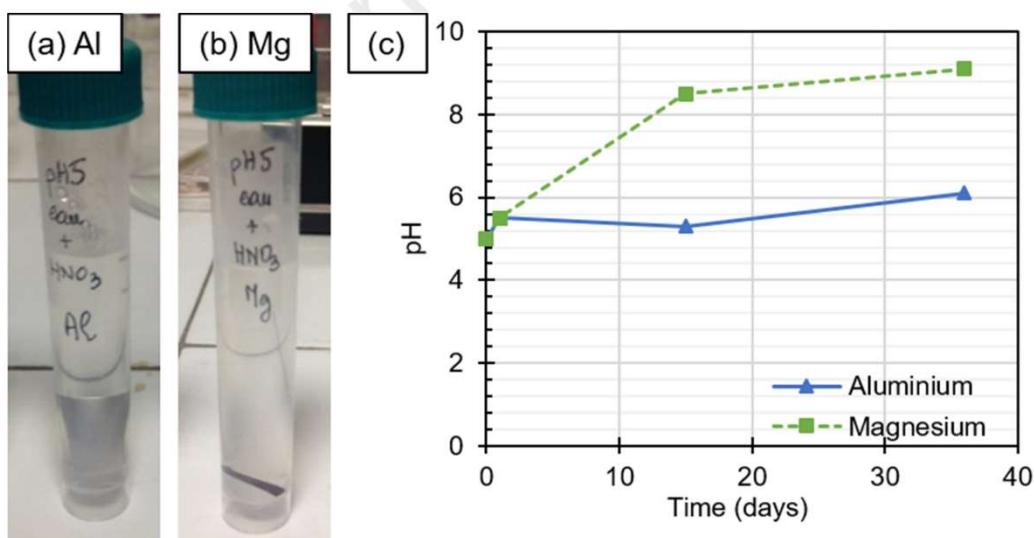 (a) Al
pH5
eau
+
HNO3
Al
(b) Mg
pH5
eau
+
HNO3
Mg
(c)
10
8
6
4
2
0
pH
Aluminium
Magnesium
0 10 20 30 40
Time (days)